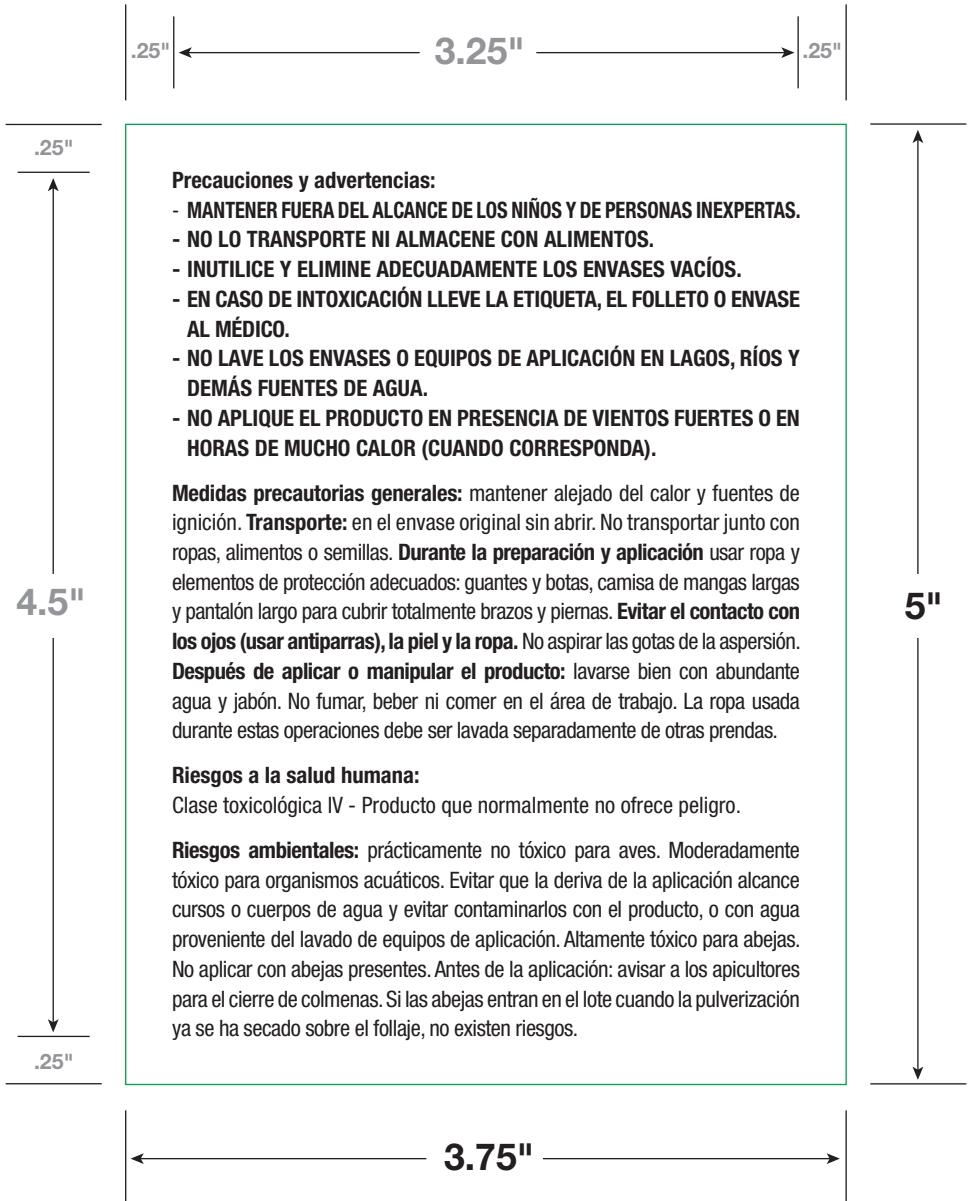 .25" 3.25" .25"
.25"
Precauciones y advertencias:
- MANTENER FUERA DEL ALCANCE DE LOS NIÑOS Y DE PERSONAS INEXPERTAS.
- NO LO TRANSPORTE NI ALMACENE CON ALIMENTOS.
- INUTILICE Y ELIMINE ADECUADAMENTE LOS ENVASES VACÍOS.
- EN CASO DE INTOXICACIÓN LLEVE LA ETIQUETA, EL FOLLETO O ENVASE
AL MÉDICO.
- NO LAVE LOS ENVASES O EQUIPOS DE APLICACIÓN EN LAGOS, RÍOS Y
DEMÁS FUENTES DE AGUA.
- NO APLIQUE EL PRODUCTO EN PRESENCIA DE VIENTOS FUERTES O EN
HORAS DE MUCHO CALOR (CUANDO CORRESPONDA).
Medidas precautorias generales: mantener alejado del calor y fuentes de
ignición. Transporte: en el envase original sin abrir. No transportar junto con
ropas, alimentos o semillas. Durante la preparación y aplicación usar ropa y
elementos de protección adecuados: guantes y botas, camisa de mangas largas
y pantalón largo para cubrir totalmente brazos y piernas. Evitar el contacto con
los ojos (usar antiparras), la piel y la ropa. No aspirar las gotas de la aspersión.
Después de aplicar o manipular el producto: lavarse bien con abundante
agua y jabón. No fumar, beber ni comer en el área de trabajo. La ropa usada
durante estas operaciones debe ser lavada separadamente de otras prendas.
Riesgos a la salud humana:
Clase toxicológica IV - Producto que normalmente no ofrece peligro.
Riesgos ambientales: prácticamente no tóxico para aves. Moderadamente
tóxico para organismos acuáticos. Evitar que la deriva de la aplicación alcance
cursos o cuerpos de agua y evitar contaminarlos con el producto, o con agua
proveniente del lavado de equipos de aplicación. Altamente tóxico para abejas.
No aplicar con abejas presentes. Antes de la aplicación: avisar a los apicultores
para el cierre de colmenas. Si las abejas entran en el lote cuando la pulverización
ya se ha secado sobre el follaje, no existen riesgos.
4.5"
5"
.25"
3.75"